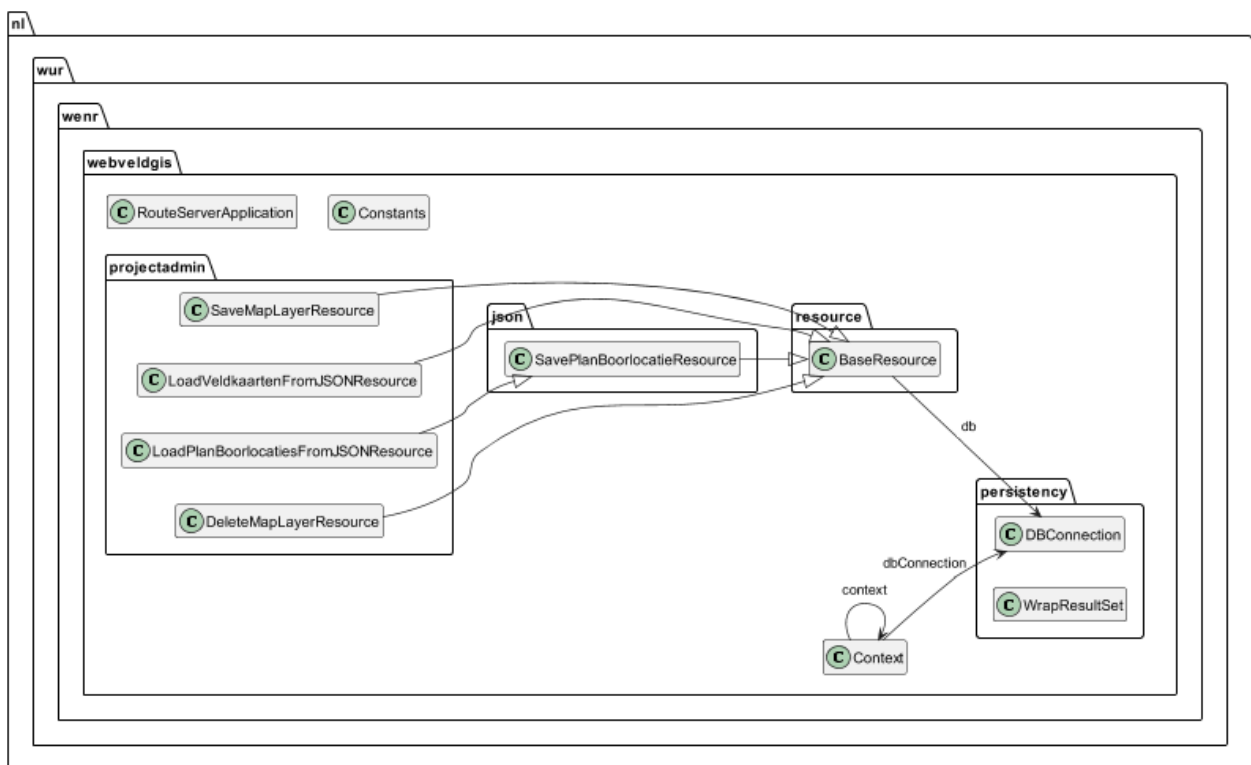 nl
wur
wenr
webveldgis
C RouteServerApplication
C Constants
projectadmin
C SaveMapLayerResource
json
resource
C SavePlanBoorlocatieResource
C BaseResource
C LoadVeldkaartenFromJSONResource
db
C LoadPlanBoorlocatiesFromJSONResource
persistency
C DeleteMapLayerResource
C DBConnection
dbConnection
context
C WrapResultSet
C Context